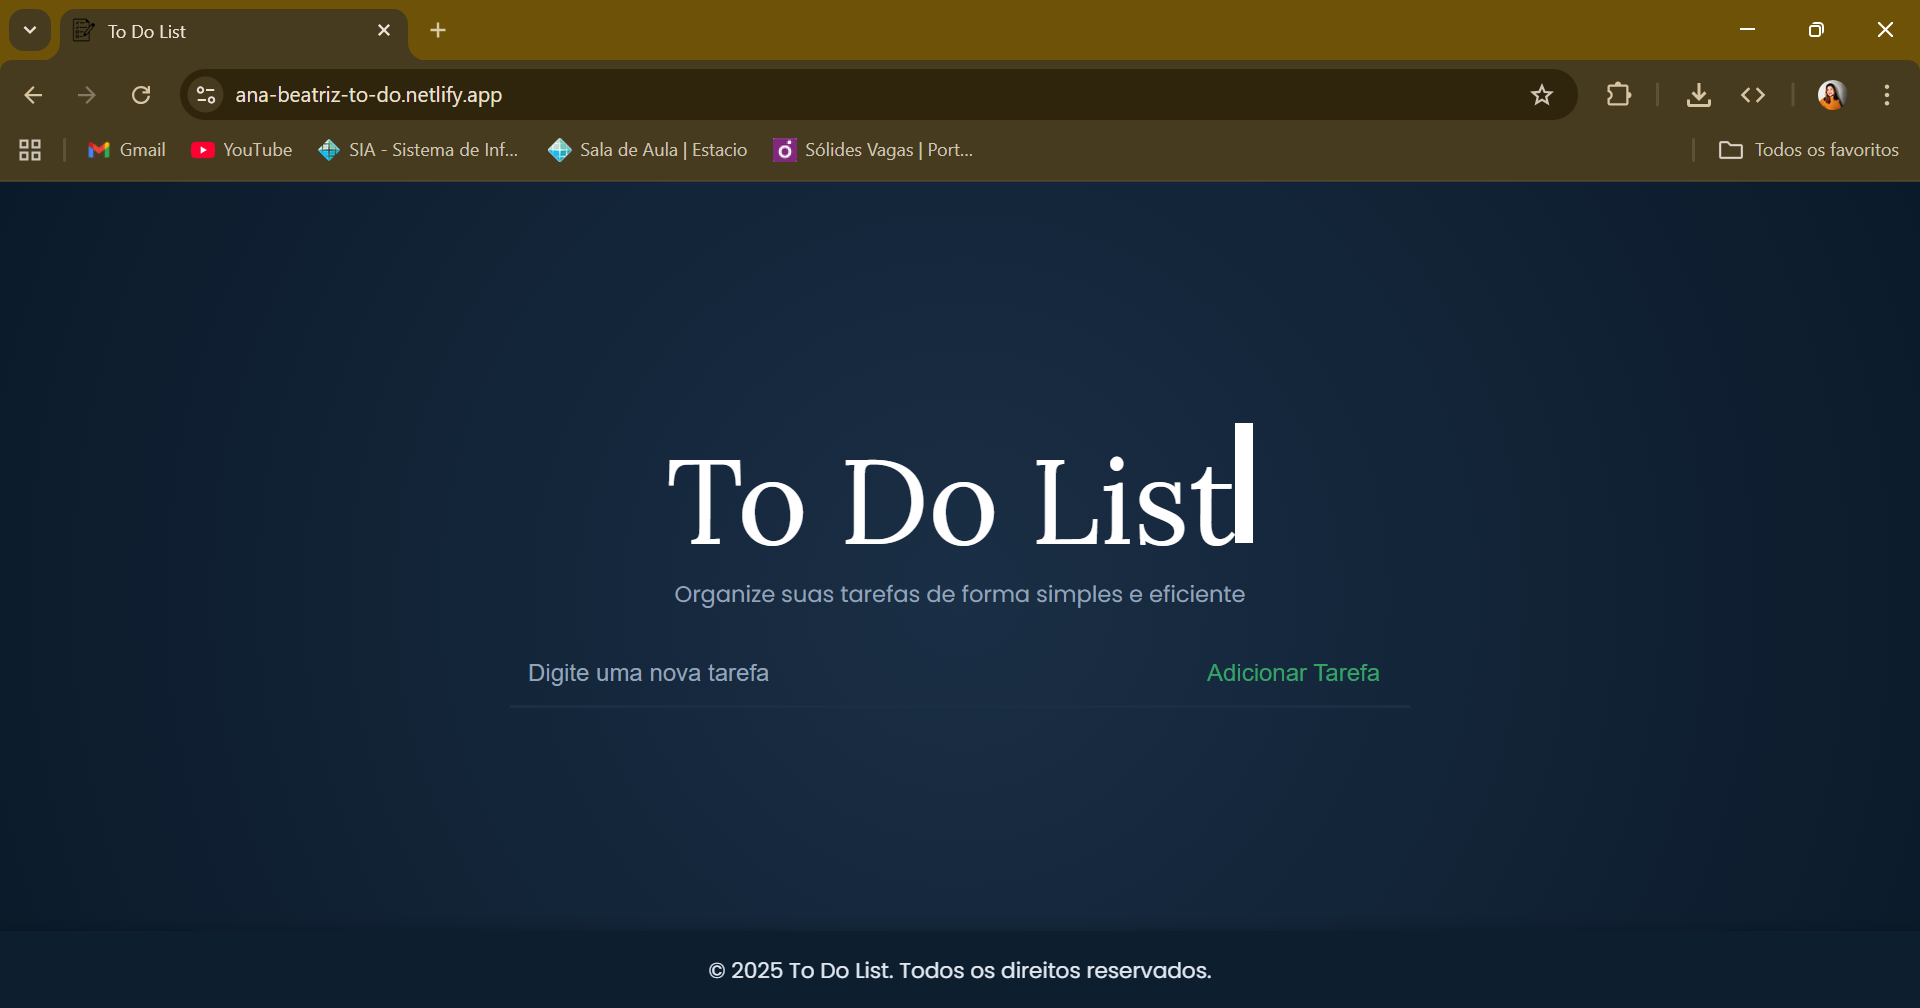 To Do List
ana-beatriz-to-do.netlify.app
Gmail YouTube SIA - Sistema de Inf... Sala de Aula | Estacio Sólides Vagas | Port... Todos os favoritos
To Do List
Organize suas tarefas de forma simples e eficiente
Digite uma nova tarefa Adicionar Tarefa
© 2025 To Do List. Todos os direitos reservados.